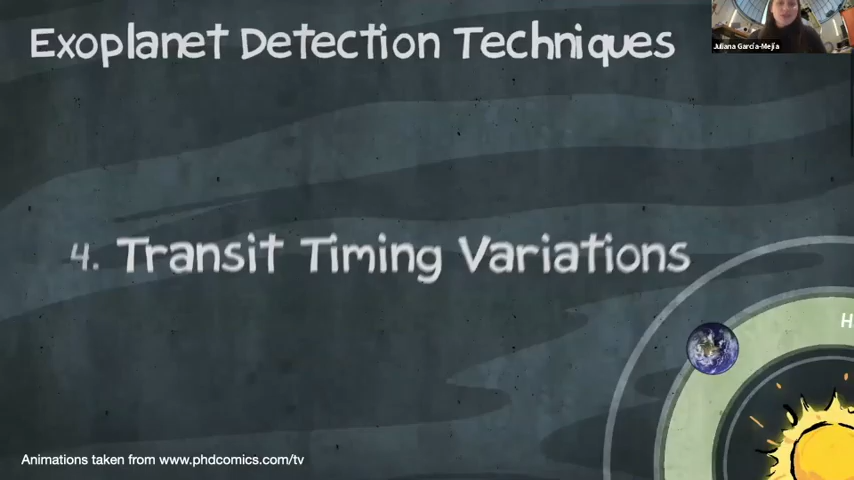 Exoplanet Detection Techniques
Juliana García-Mejía
4. Transit Timing Variations
H
Animations taken from www.phdcomics.com/tv